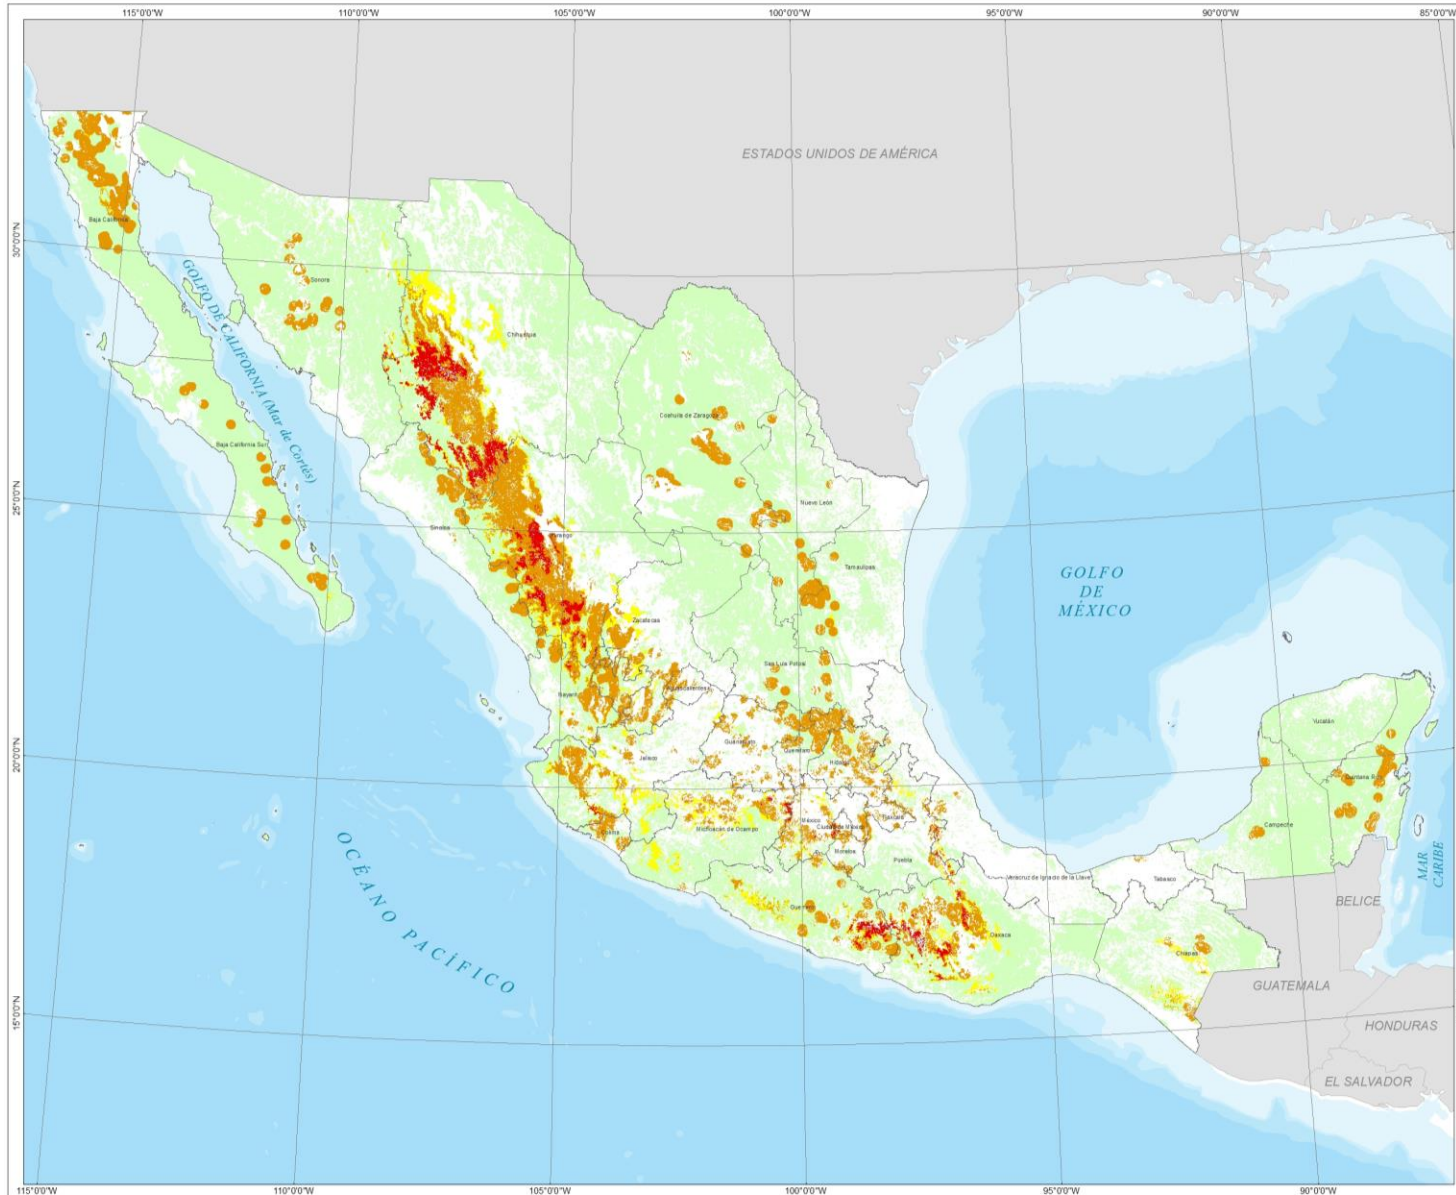 115°0'0"W
110°0'0"W
105°0'0"W
100°0'0"W
95°0'0"W
90°0'0"W
85°0'0"W
ESTADOS UNIDOS DE AMÉRICA
30°0'0"N
Baja California
Sonora
GOLFO DE CALIFORNIA (Mar de Cortés)
Chihuahua
Coahuila de Zaragoza
Baja California Sur
25°0'0"N
Nuevo León
Sinaloa
Durango
Tamaulipas
GOLFO
DE
MÉXICO
Zacatecas
San Luis Potosí
Nayarit
Aguascalientes
Yucatán
20°0'0"N
Guanajuato
Querétaro
Hidalgo
Jalisco
Quintana Roo
México
Ciudad de México
Tlaxcala
Michoacán de Ocampo
Colima
Campeche
Morelos
Puebla
MAR
CARIBE
OCÉANO PACÍFICO
Veracruz de Ignacio de la Llave
Tabasco
BELICE
Guerrero
Oaxaca
Chiapas
GUATEMALA
15°0'0"N
HONDURAS
EL SALVADOR
115°0'0"W
110°0'0"W
105°0'0"W
100°0'0"W
95°0'0"W
90°0'0"W